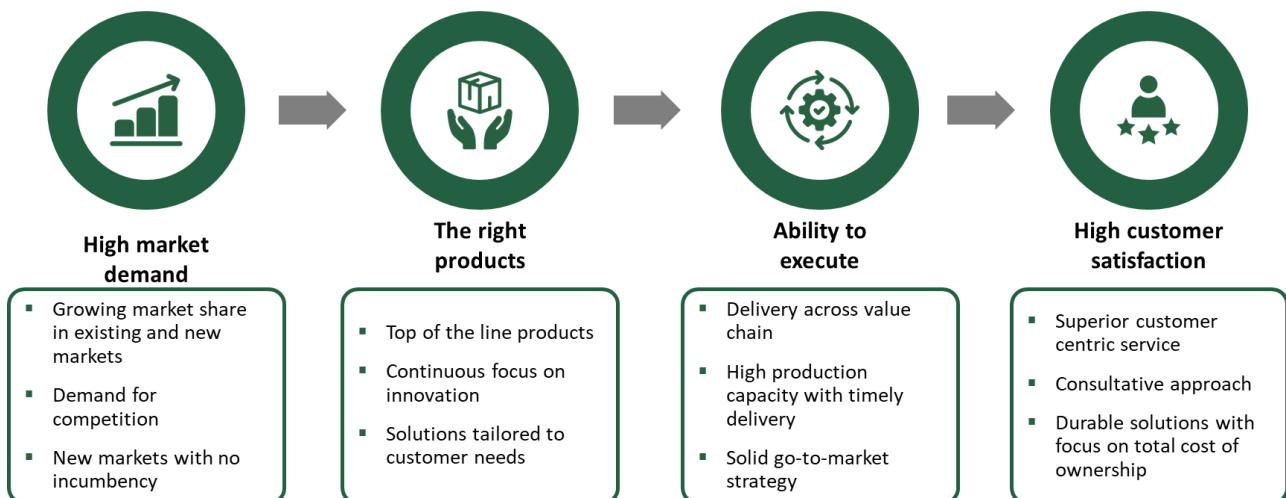 High market
demand
Growing market share
in existing and new
markets
Demand for
competition
New markets with no
incumbency
The right
products
Top of the line products
Continuous focus on
innovation
Solutions tailored to
customer needs
Ability to
execute
Delivery across value
chain
High production
capacity with timely
delivery
Solid go-to-market
strategy
High customer
satisfaction
Superior customer
centric service
Consultative approach
Durable solutions with
focus on total cost of
ownership